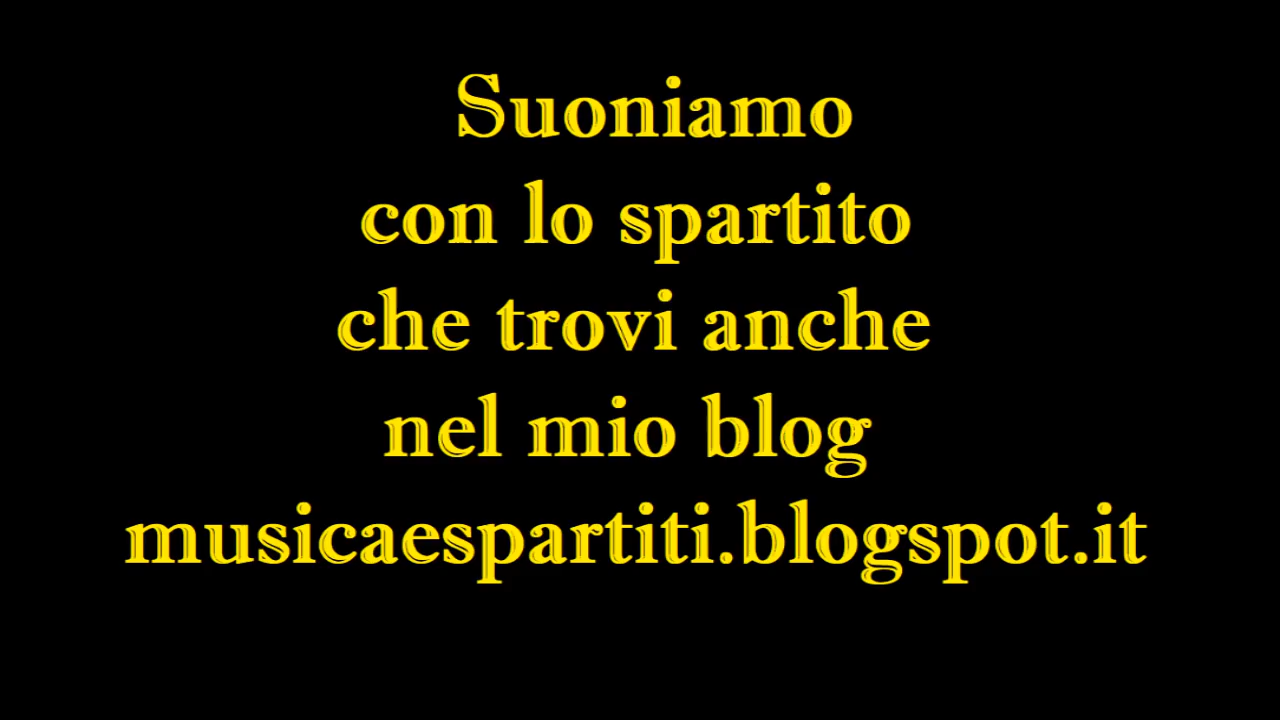 Suoniamo
con lo spartito
che trovi anche
nel mio blog
musicaespartiti.blogspot.it